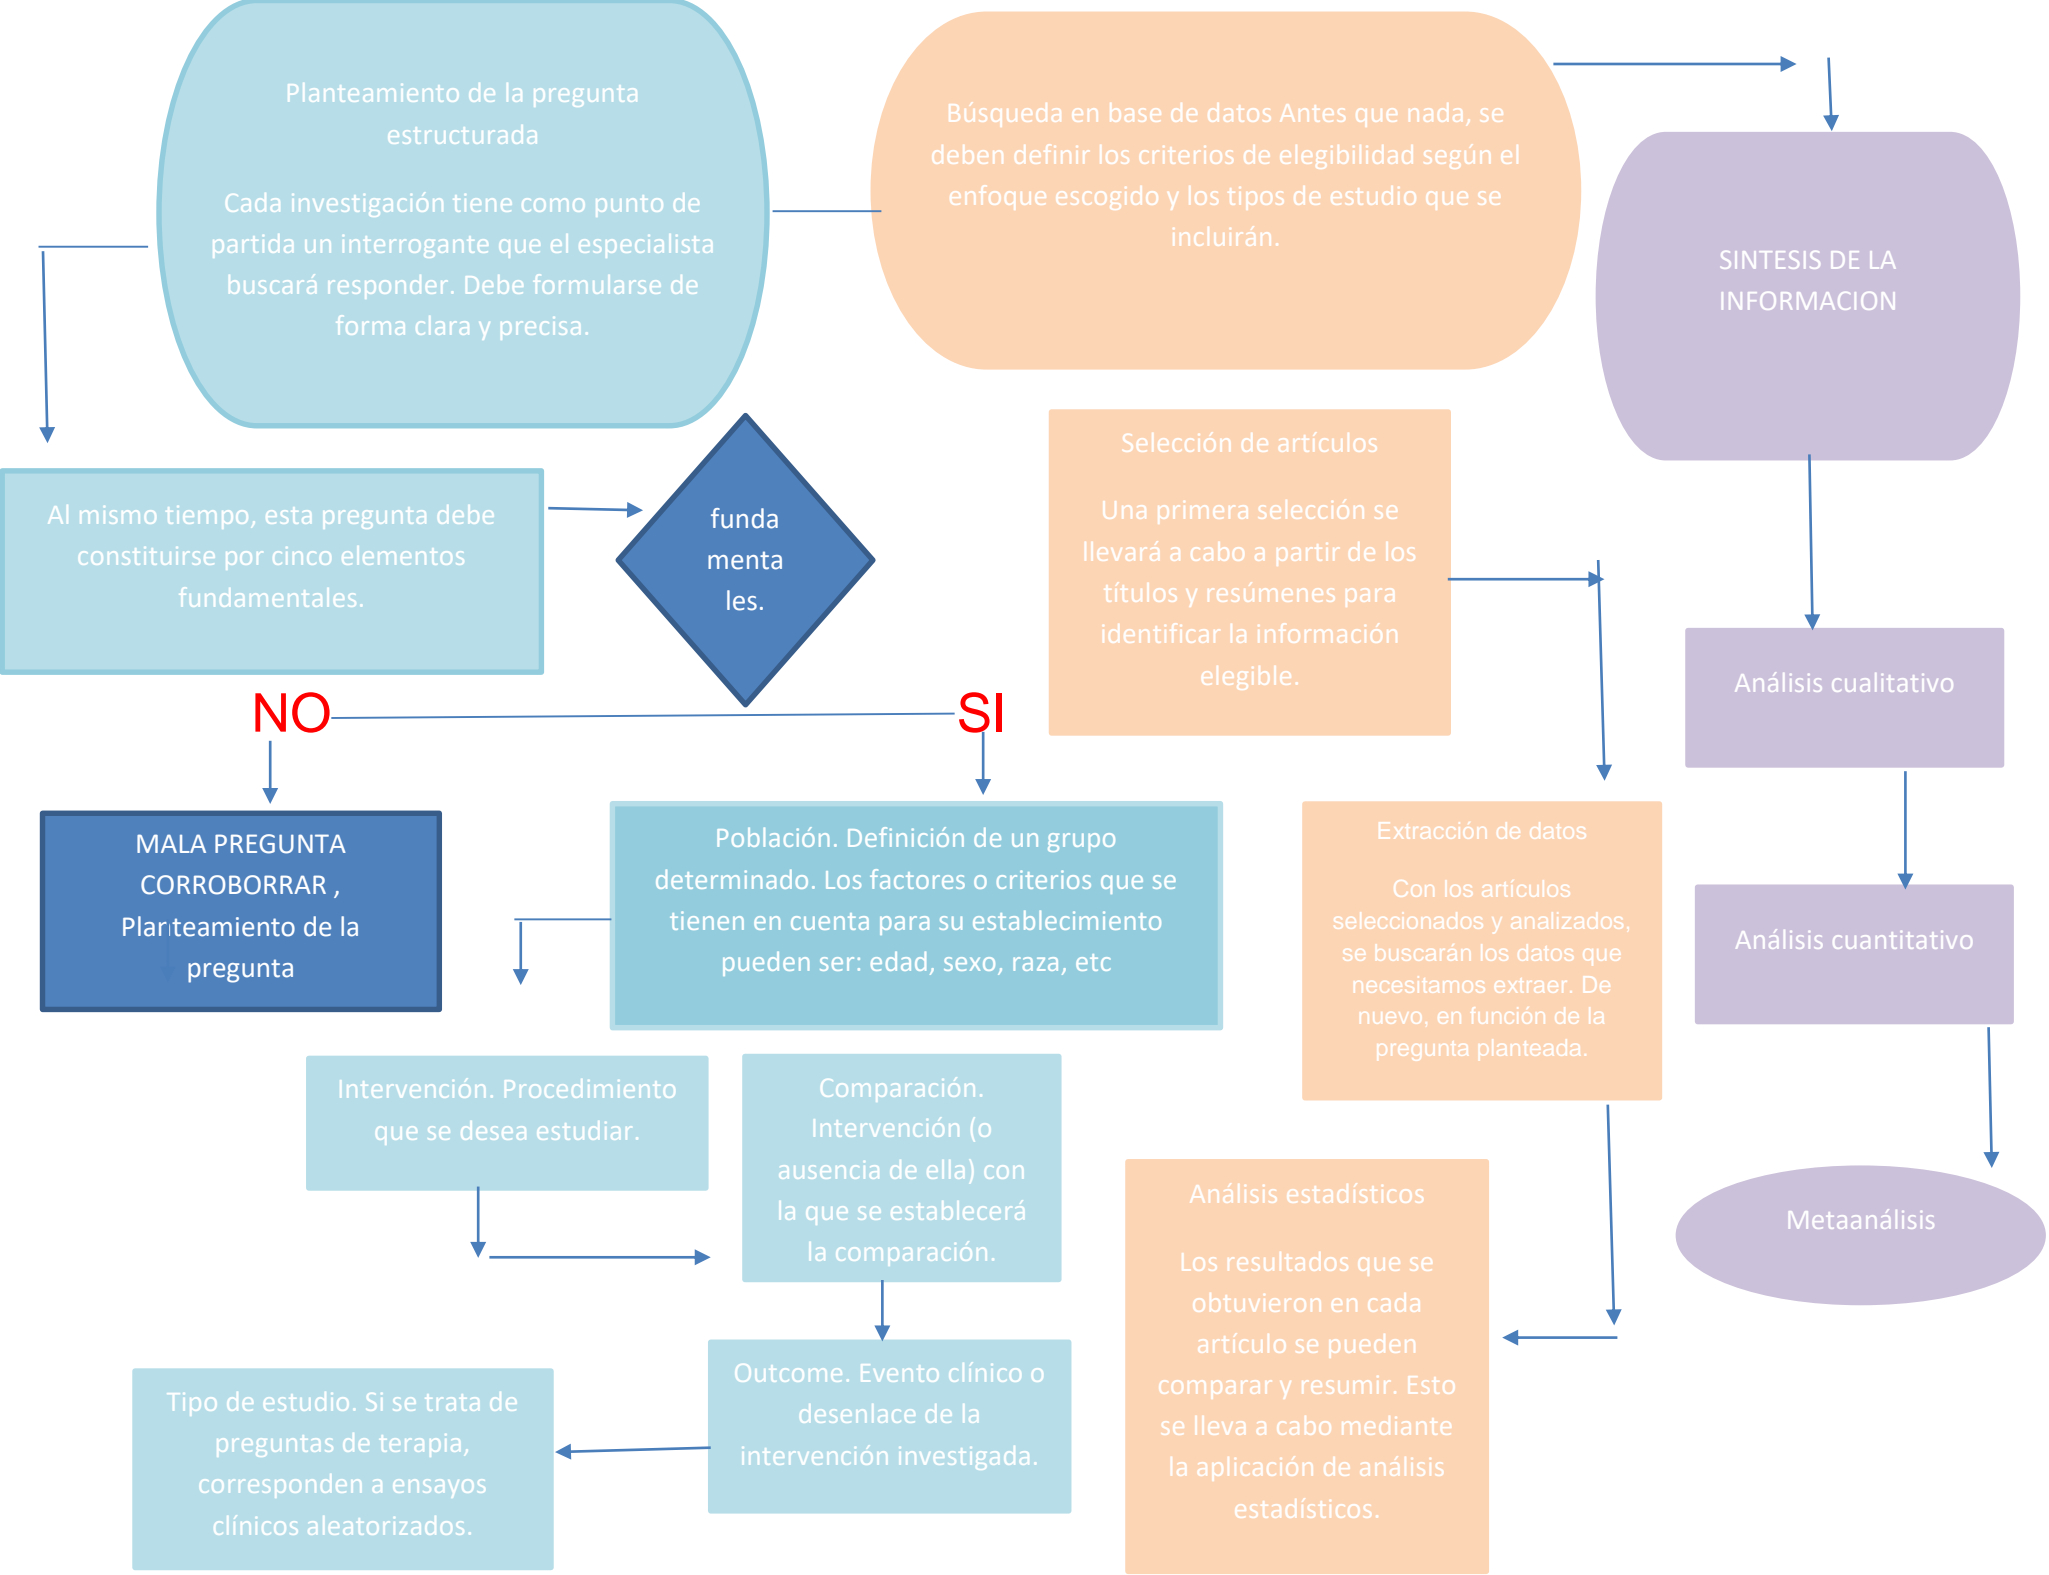 Planteamiento de la pregunta
estructurada
Cada investigación tiene como punto de
partida un interrogante que el especialista
buscará responder. Debe formularse de
forma clara y precisa.
Búsqueda en base de datos Antes que nada, se
deben definir los criterios de elegibilidad según el
enfoque escogido y los tipos de estudio que se
incluirán.
SINTESIS DE LA
INFORMACION
Al mismo tiempo, esta pregunta debe
constituirse por cinco elementos
fundamentales.
funda
menta
les.
Selección de artículos
Una primera selección se
llevará a cabo a partir de los
títulos y resúmenes para
identificar la información
elegible.
Análisis cualitativo
NO
SI
MALA PREGUNTA
CORROBORRAR ,
Planteamiento de la
pregunta
Población. Definición de un grupo
determinado. Los factores o criterios que se
tienen en cuenta para su establecimiento
pueden ser: edad, sexo, raza, etc
Extracción de datos
Con los artículos
seleccionados y analizados,
se buscarán los datos que
necesitamos extraer. De
nuevo, en función de la
pregunta planteada.
Análisis cuantitativo
Intervención. Procedimiento
que se desea estudiar.
Comparación.
Intervención (o
ausencia de ella) con
la que se establecerá
la comparación.
Análisis estadísticos
Los resultados que se
obtuvieron en cada
artículo se pueden
comparar y resumir. Esto
se lleva a cabo mediante
la aplicación de análisis
estadísticos.
Metaanálisis
Outcome. Evento clínico o
desenlace de la
intervención investigada.
Tipo de estudio. Si se trata de
preguntas de terapia,
corresponden a ensayos
clínicos aleatorizados.